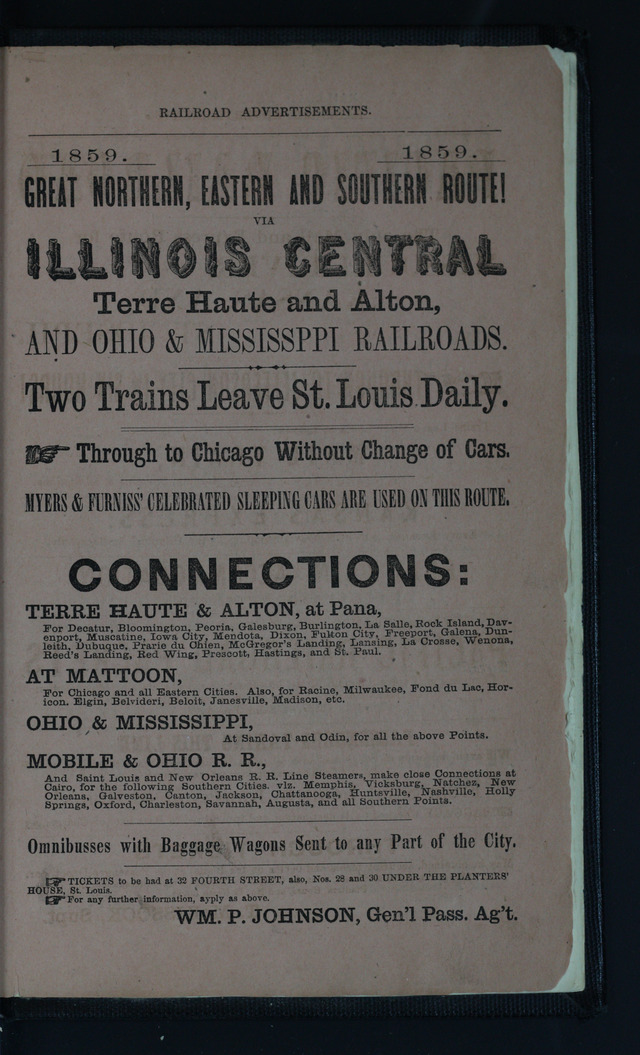 RAILROAD ADVERTISEMENTS.
1859. 1859.
GREAT NORTHERN, EASTERN AND SOUTHERN ROUTE!
VIA
ILLINOIS CENTRAL
Terre Haute and Alton,
AND OHIO & MISSISSPPI RAILROADS.
Two Trains Leave St. Louis Daily.
Through to Chicago Without Change of Cars.
MYERS & FURNISS' CELEBRATED SLEEPING CARS ARE USED ON THIS ROUTE.
CONNECTIONS:
TERRE HAUTE & ALTON, at Pana,
For Decatur, Bloomington, Peoria, Galesburg, Burlington, La Salle, Rock Island, Dav-
enport, Muscatine, Iowa City, Mendota, Dixon, Fulton City, Freeport, Galena, Dun-
leith, Dubuque, Prarie du Chien, McGregor's Landing, Lansing, La Crosse, Wenona,
Reed's Landing, Red Wing, Prescott, Hastings, and St. Paul.
AT MATTOON,
For Chicago and all Eastern Cities. Also, for Racine, Milwaukee, Fond du Lac, Hor-
icon. Elgin, Belvideri, Beloit, Janesville, Madison, etc.
OHIO & MISSISSIPPI,
At Sandoval and Odin, for all the above Points.
MOBILE & OHIO R. R.,
And Saint Louis and New Orleans R. R. Line Steamers, make close Connections at
Cairo, for the following Southern Cities. viz. Memphis, Vicksburg, Natchez, New
Orleans, Galveston, Canton, Jackson, Chattanooga, Huntsville, Nashville, Holly
Springs, Oxford, Charleston, Savannah, Augusta, and all Southern Points.
Omnibusses with Baggage Wagons Sent to any Part of the City.
TICKETS to be had at 32 FOURTH STREET, also, Nos. 28 and 30 UNDER THE PLANTERS'
HOUSE, St. Louis.
For any further information, apply as above.
WM. P. JOHNSON, Gen'l Pass. Ag't.